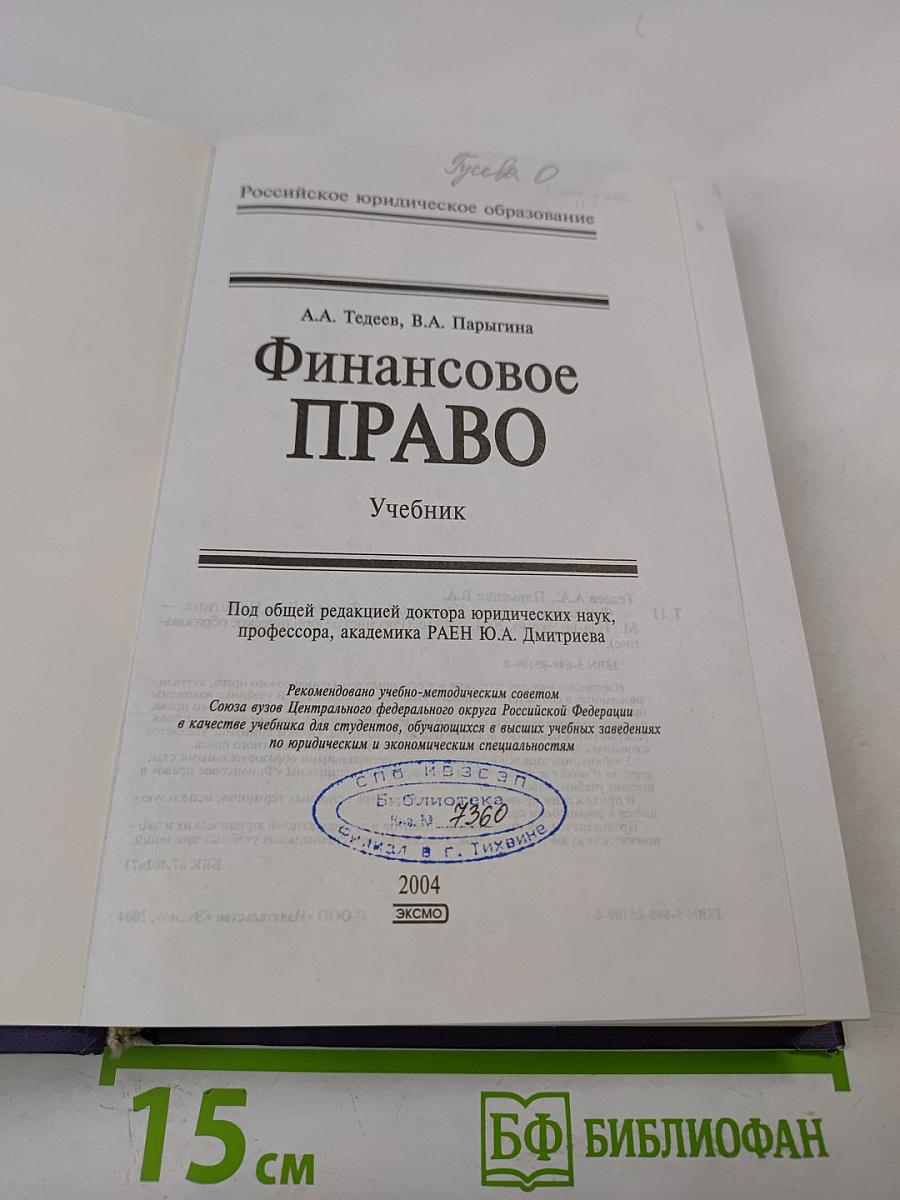 Гусева О
Российское юридическое образование
А.А. Тедеев, В.А. Парыгина
Финансовое
ПРАВО
Учебник
Под общей редакцией доктора юридических наук,
профессора, академика РАЕН Ю.А. Дмитриева
Рекомендовано учебно-методическим советом
Союза вузов Центрального федерального округа Российской Федерации
в качестве учебника для студентов, обучающихся в высших учебных заведениях
по юридическим и экономическим специальностям
СПб ИВЭСЭП
Библиотека
Инв. № 7360
Филиал в г. Тихвине
2004
ЭКСМО
15 см
БФ БИБЛИОФАН